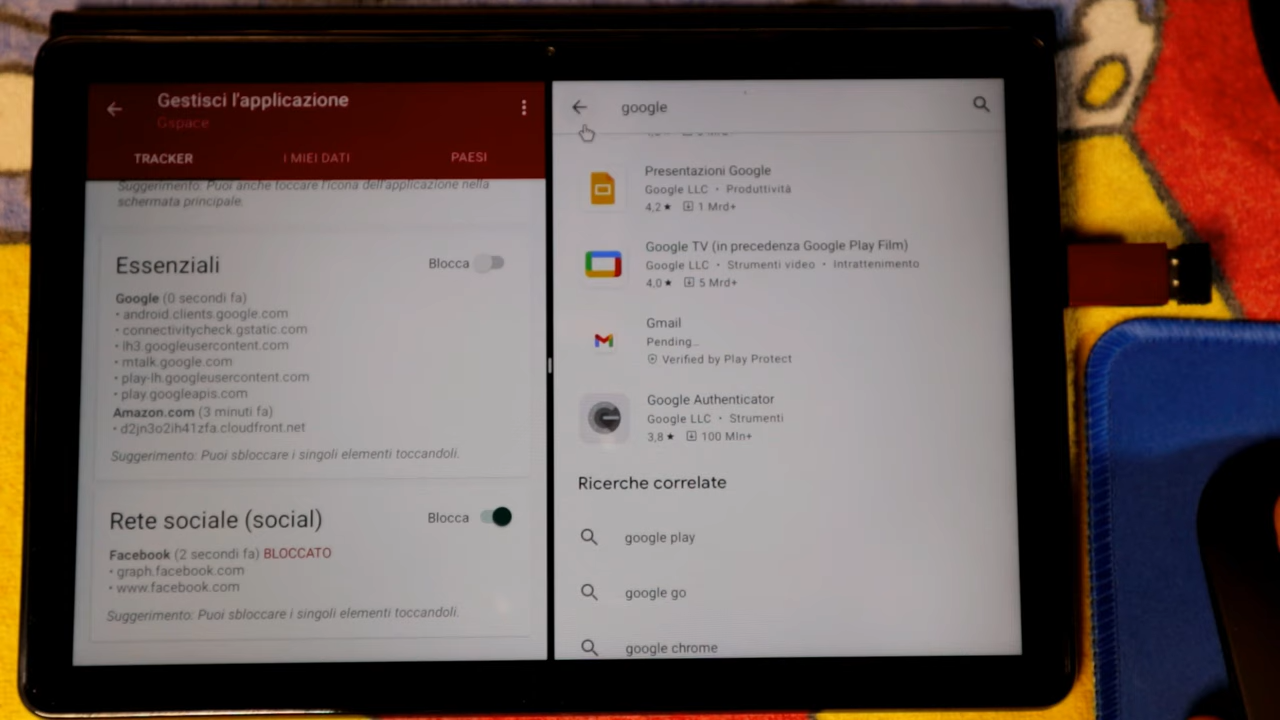 Gestisci l'applicazione
Gspace
TRACKER
I MIEI DATI
PAESI
Suggerimento: Puoi anche toccare l'icona dell'applicazione nella
schermata principale.
Essenziali
Blocca
Google (0 secondi fa)
• android.clients.google.com
• connectivitycheck.gstatic.com
• lh3.googleusercontent.com
• mtalk.google.com
• play-lh.googleusercontent.com
• play.googleapis.com
Amazon.com (3 minuti fa)
• d2jn3o2ih41zfa.cloudfront.net
Suggerimento: Puoi sbloccare i singoli elementi toccandoli.
Rete sociale (social)
Blocca
Facebook (2 secondi fa) BLOCCATO
• graph.facebook.com
• www.facebook.com
Suggerimento: Puoi sbloccare i singoli elementi toccandoli.
google
Presentazioni Google
Google LLC • Produttività
4,2★ 1 Mrd+
Google TV (in precedenza Google Play Film)
Google LLC • Strumenti video • Intrattenimento
4,0★ 5 Mrd+
Gmail
Pending...
Verified by Play Protect
Google Authenticator
Google LLC • Strumenti
3,8★ 100 Mln+
Ricerche correlate
google play
google go
google chrome